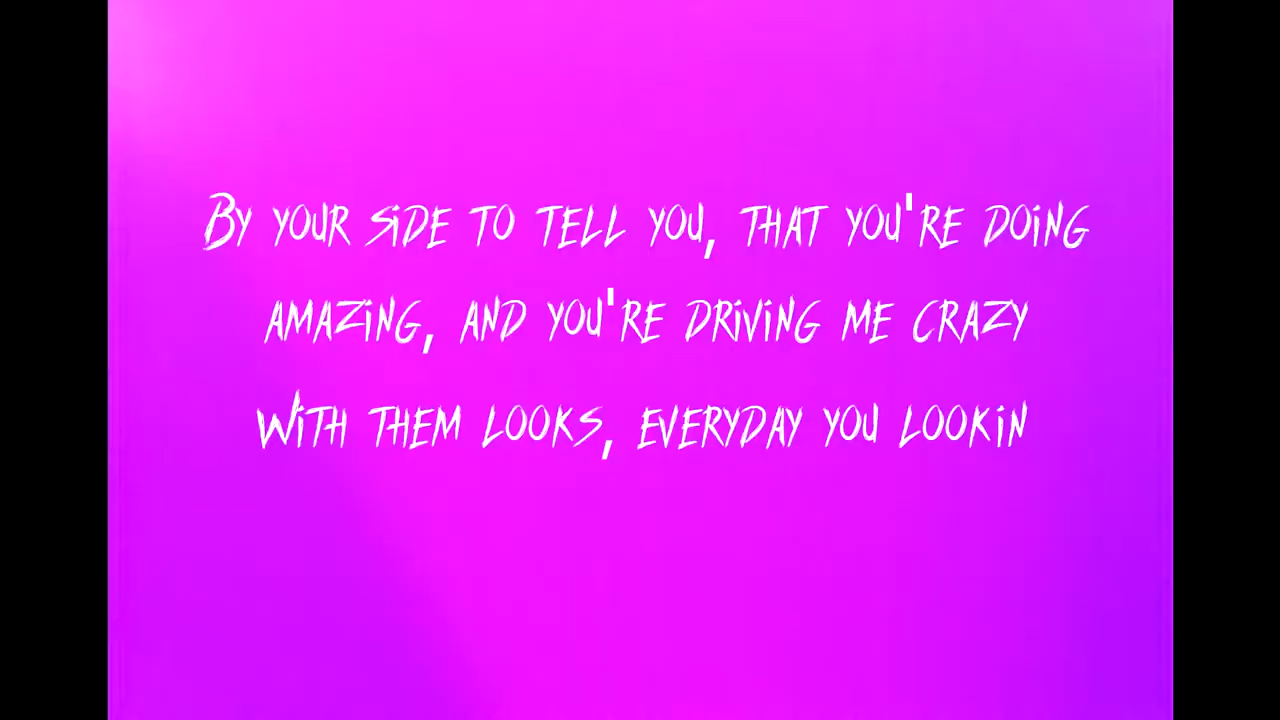 By your side to tell you, that you're doing
amazing, and you're driving me crazy
With them looks, everyday you lookin